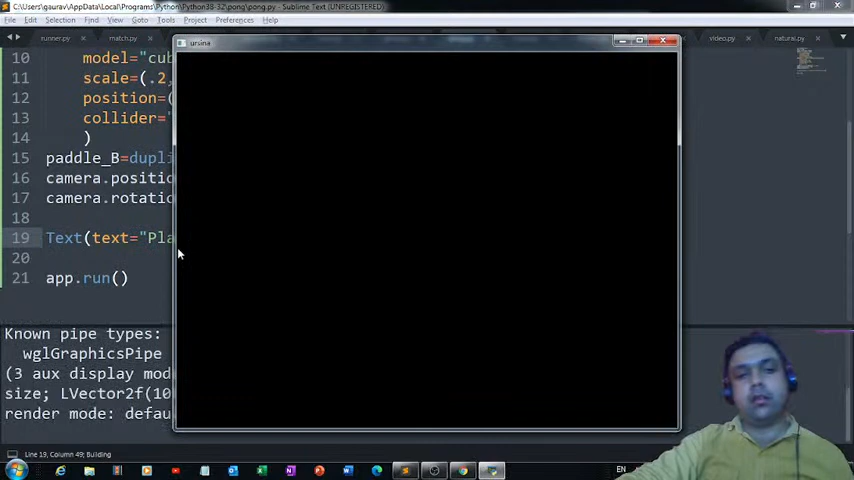 C:\Users\gaurav\AppData\Local\Programs\Python\Python38-32\pong\pong.py - Sublime Text (UNREGISTERED)
File Edit Selection Find View Goto Tools Project Preferences Help
runner.py match.py video.py natural.py
ursina
10 model="cub
11 scale=(.2,
12 position=(
13 collider="
14 )
15 paddle_B=dupli
16 camera.positio
17 camera.rotatio
18
19 Text(text="Pla
20
21 app.run()
Known pipe types:
wglGraphicsPipe
(3 aux display mod
size; LVector2f(10
render mode: defau
Line 19, Column 49; Building
EN